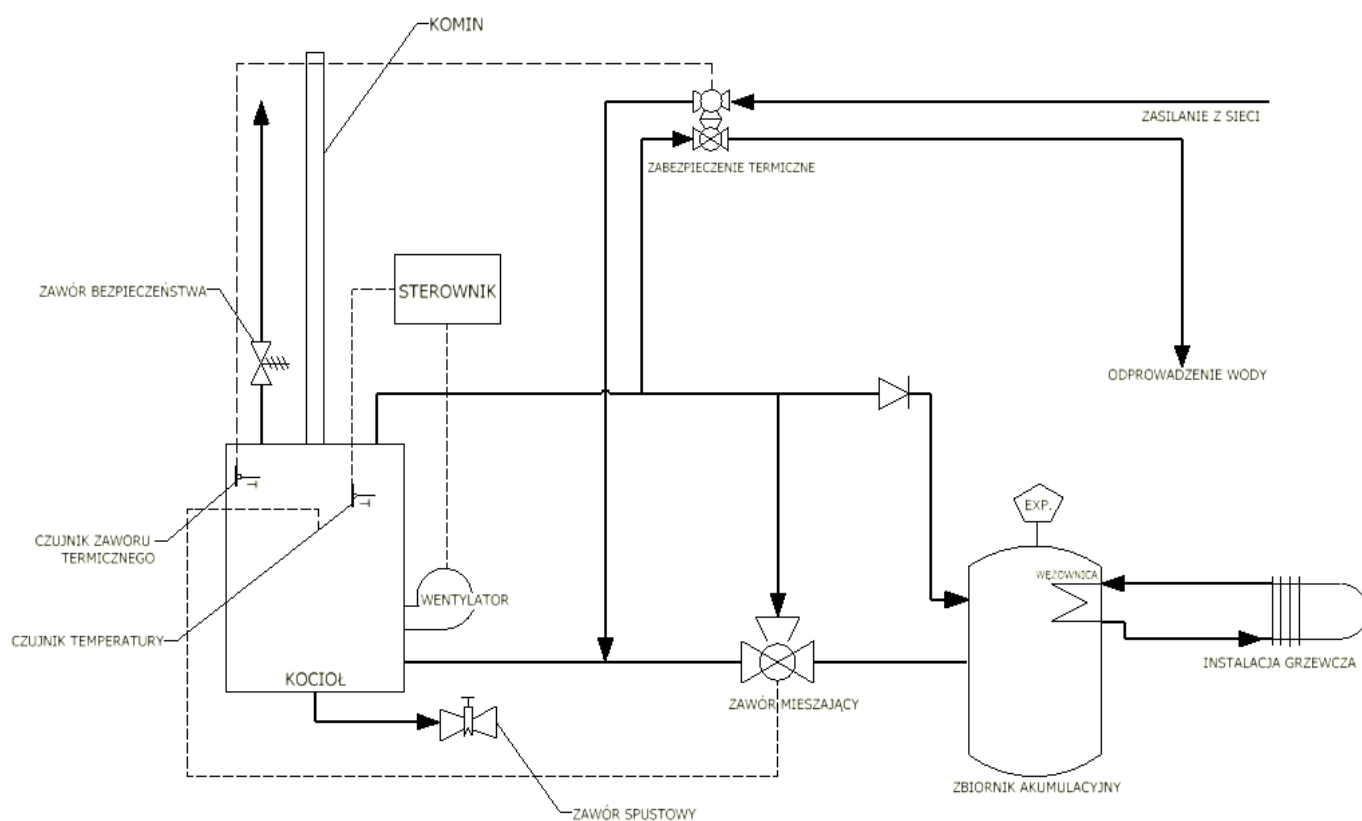 KOMIN
ZASILANIE Z SIECI
ZABEZPIECZENIE TERMICZNE
ZAWÓR BEZPIECZEŃSTWA
STEROWNIK
ODPROWADZENIE WODY
T
T
EXP.
CZUJNIK ZAWORU
TERMICZNEGO
WĘŻOWNICA
WENTYLATOR
CZUJNIK TEMPERATURY
INSTALACJA GRZEWCZA
KOCIOŁ
ZAWÓR MIESZAJĄCY
ZBIORNIK AKUMULACYJNY
ZAWÓR SPUSTOWY